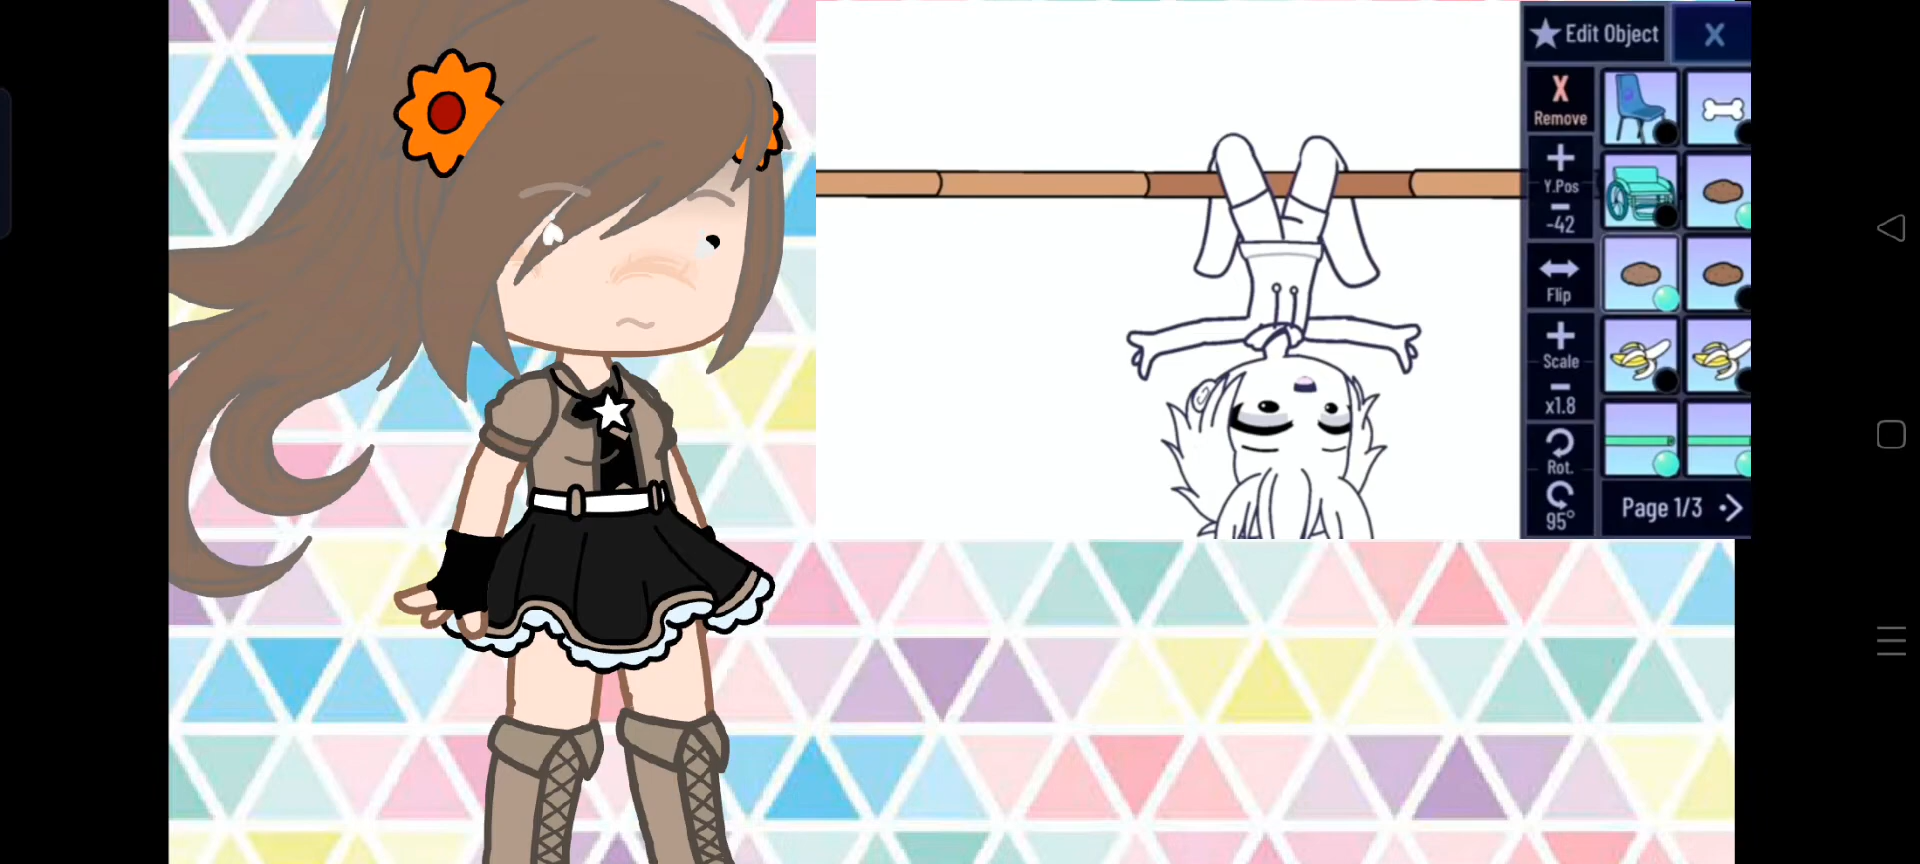 Edit Object
X
X
Remove
+
Y.Pos
-
-42
Flip
+
Scale
-
x1.8
Rot.
95°
Page 1/3